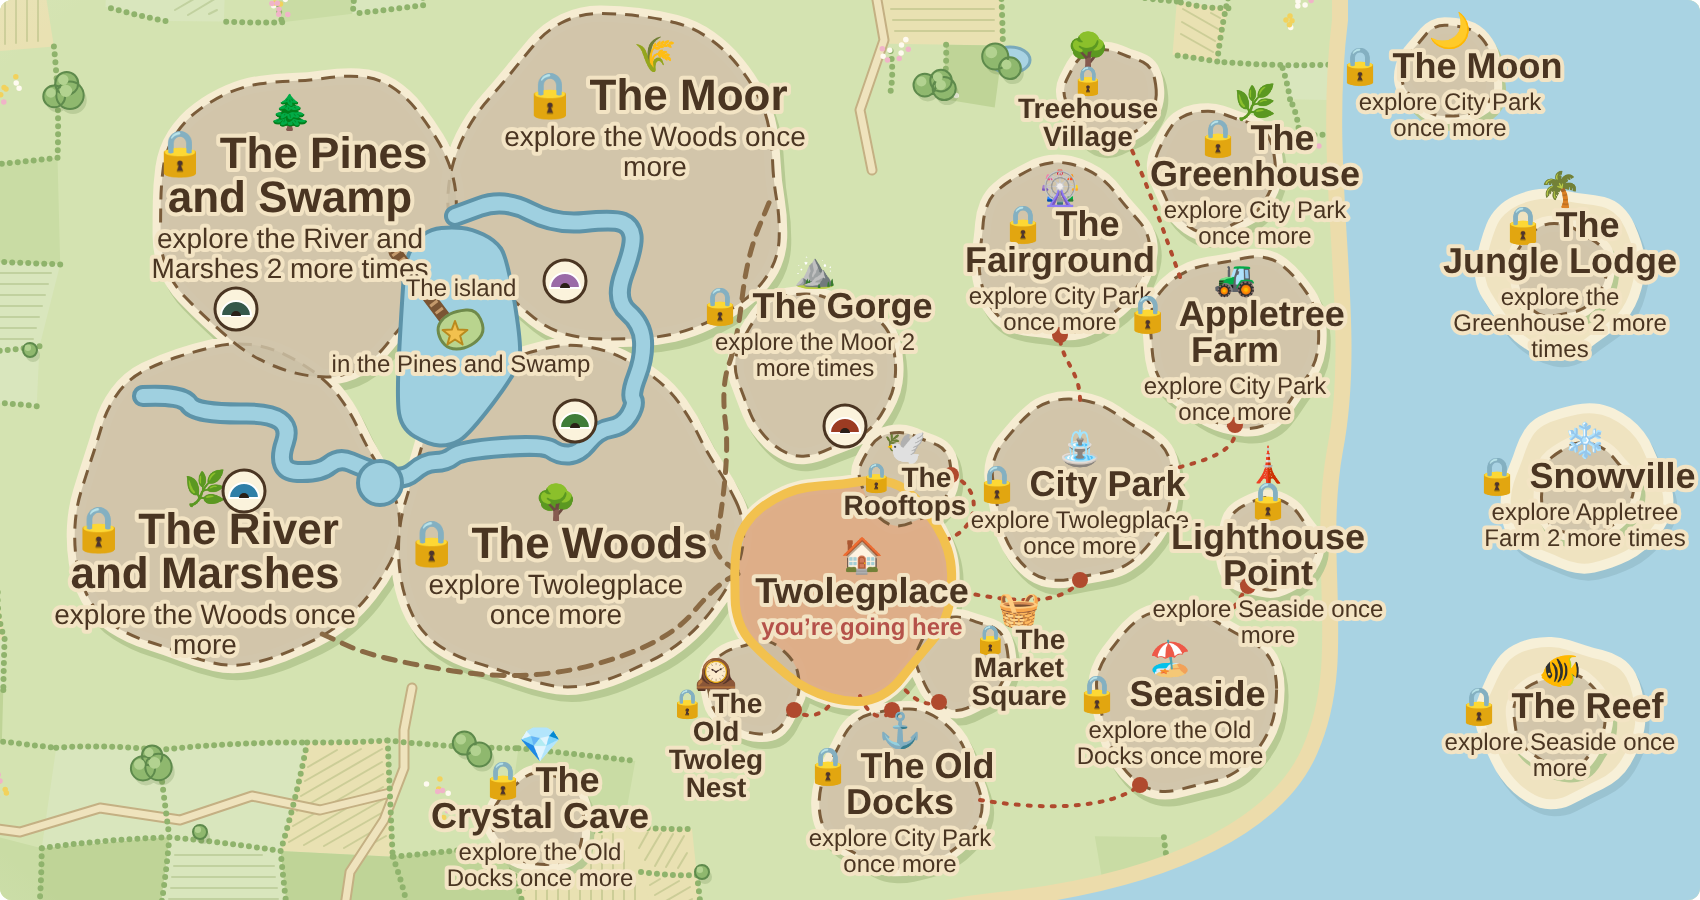 The Moon
explore City Park
once more
The Moor
explore the Woods once
more
Treehouse
Village
The
Greenhouse
explore City Park
once more
The Pines
and Swamp
explore the River and
Marshes 2 more times
The
Fairground
explore City Park
once more
The
Jungle Lodge
explore the
Greenhouse 2 more
times
The island
in the Pines and Swamp
The Gorge
explore the Moor 2
more times
Appletree
Farm
explore City Park
once more
The
Rooftops
City Park
explore Twolegplace
once more
Snowville
explore Appletree
Farm 2 more times
The River
and Marshes
explore the Woods once
more
The Woods
explore Twolegplace
once more
Twolegplace
you’re going here
Lighthouse
Point
explore Seaside once
more
The
Market
Square
The
Old
Twoleg
Nest
Seaside
explore the Old
Docks once more
The Reef
explore Seaside once
more
The
Crystal Cave
explore the Old
Docks once more
The Old
Docks
explore City Park
once more